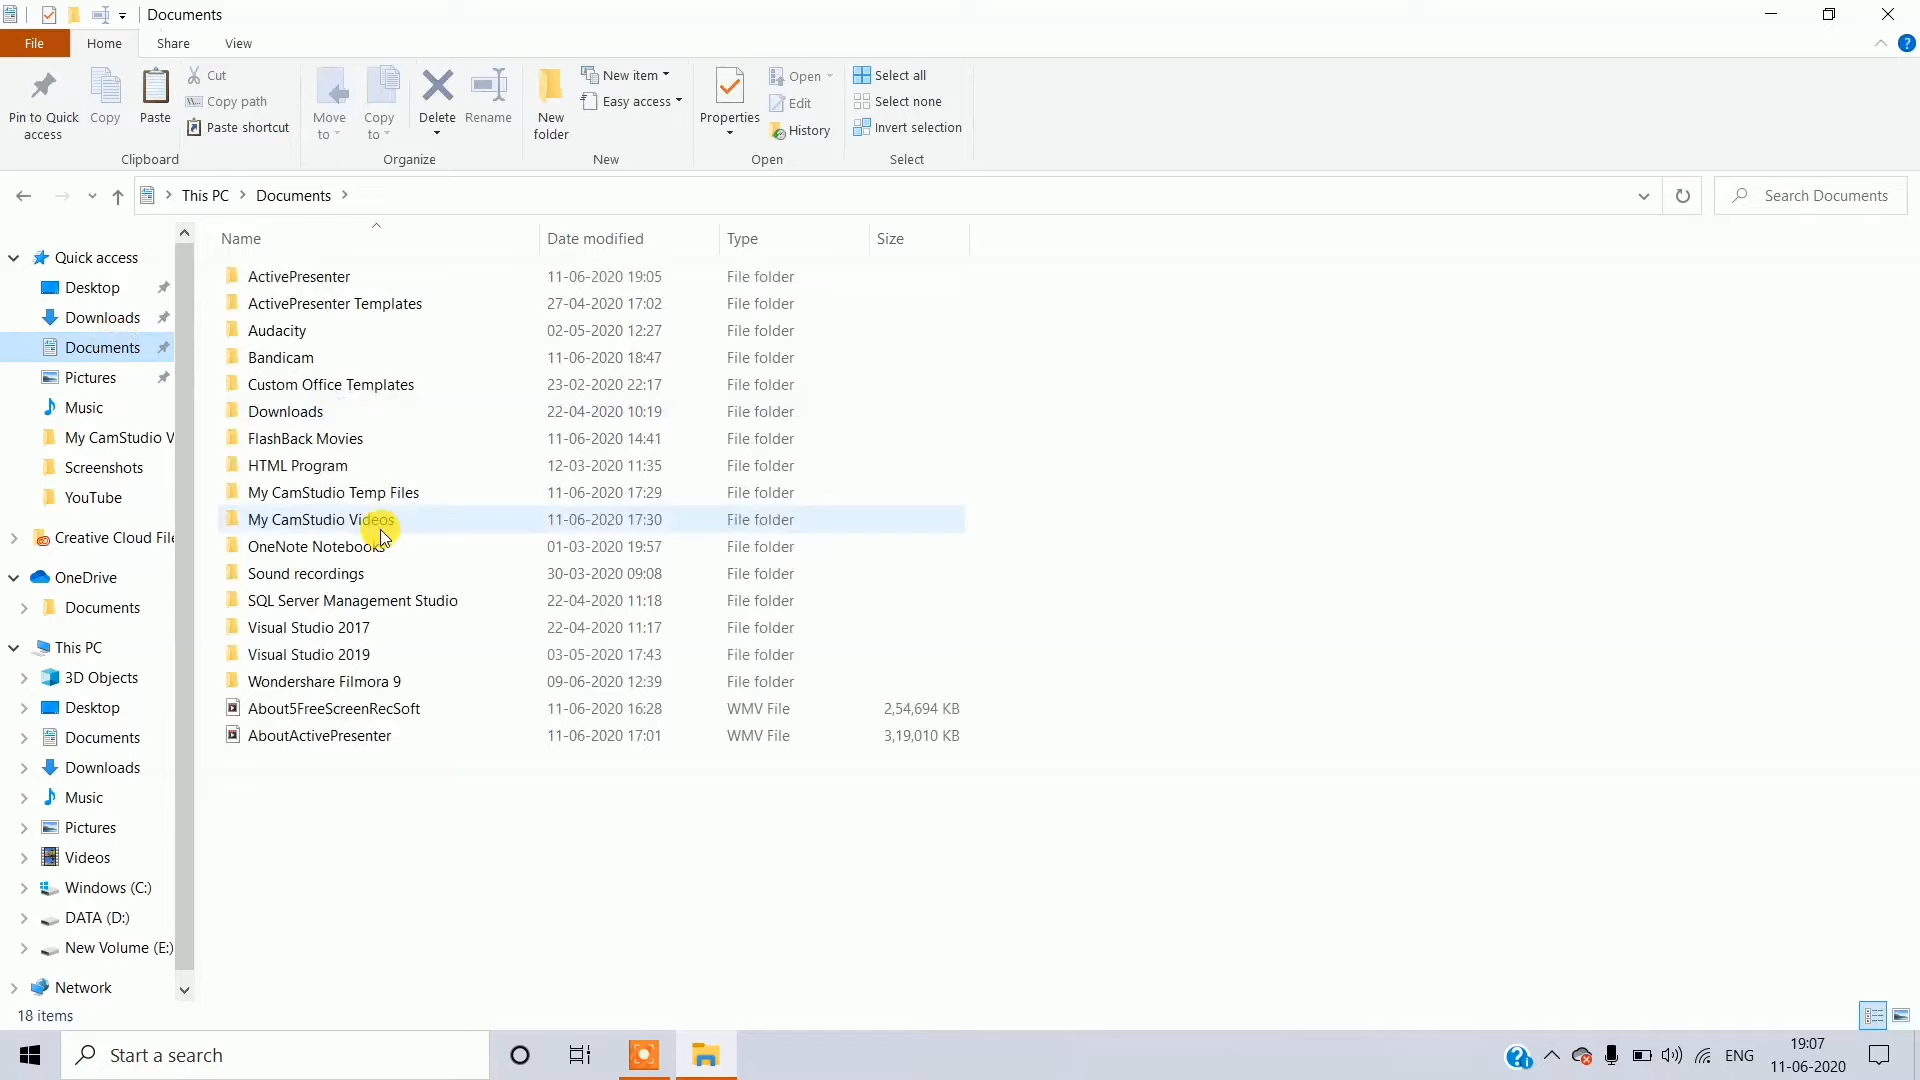 Documents
File Home Share View
Pin to Quick access
Copy
Paste
Cut
Copy path
Paste shortcut
Clipboard
Move to
Copy to
Delete
Rename
Organize
New folder
New item
Easy access
New
Properties
Open
Edit
History
Open
Select all
Select none
Invert selection
Select
This PC Documents
Search Documents
Quick access
Desktop
Downloads
Documents
Pictures
Music
My CamStudio V
Screenshots
YouTube
Creative Cloud File
OneDrive
Documents
This PC
3D Objects
Desktop
Documents
Downloads
Music
Pictures
Videos
Windows (C:)
DATA (D:)
New Volume (E:)
Network
Name Date modified Type Size
ActivePresenter 11-06-2020 19:05 File folder
ActivePresenter Templates 27-04-2020 17:02 File folder
Audacity 02-05-2020 12:27 File folder
Bandicam 11-06-2020 18:47 File folder
Custom Office Templates 23-02-2020 22:17 File folder
Downloads 22-04-2020 10:19 File folder
FlashBack Movies 11-06-2020 14:41 File folder
HTML Program 12-03-2020 11:35 File folder
My CamStudio Temp Files 11-06-2020 17:29 File folder
My CamStudio Videos 11-06-2020 17:30 File folder
OneNote Notebooks 01-03-2020 19:57 File folder
Sound recordings 30-03-2020 09:08 File folder
SQL Server Management Studio 22-04-2020 11:18 File folder
Visual Studio 2017 22-04-2020 11:17 File folder
Visual Studio 2019 03-05-2020 17:43 File folder
Wondershare Filmora 9 09-06-2020 12:39 File folder
About5FreeScreenRecSoft 11-06-2020 16:28 WMV File 2,54,694 KB
AboutActivePresenter 11-06-2020 17:01 WMV File 3,19,010 KB
18 items
Start a search
ENG
19:07
11-06-2020